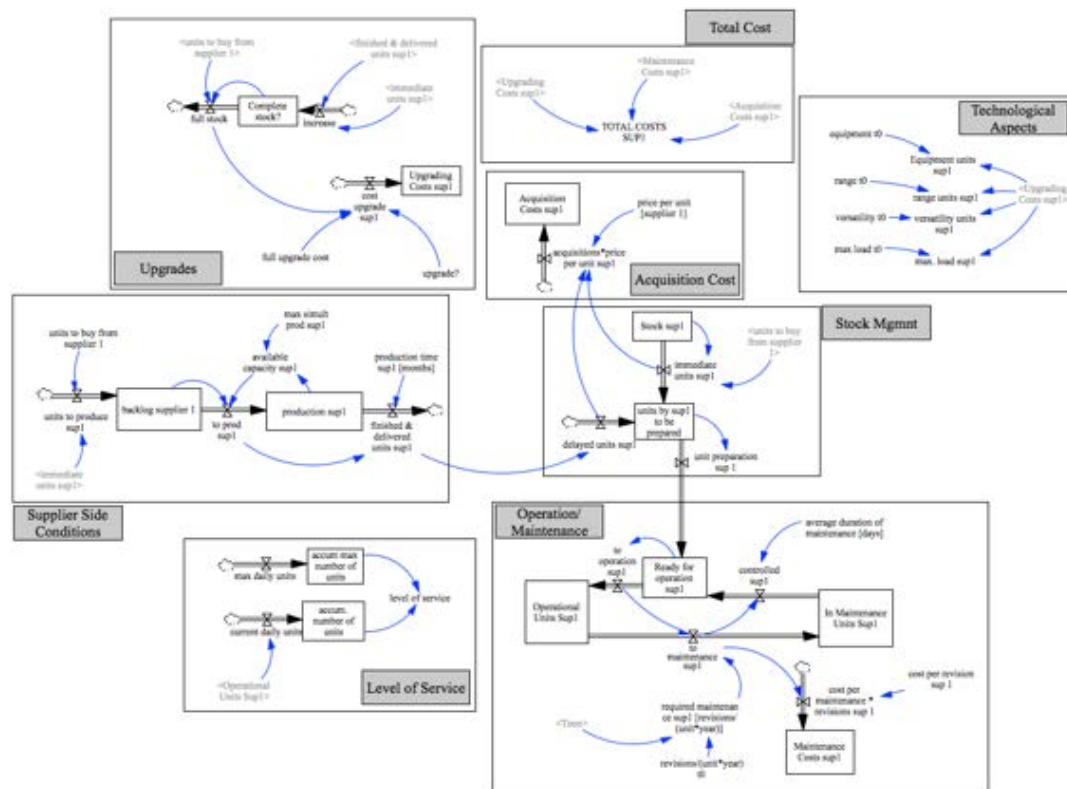 Total Cost
<units to buy from
supplier 1>
<finished & delivered
units sup1>
<immediate
units sup1>
full stock
Complete
stock?
increase
Upgrading
Costs sup1
cost
upgrade
sup1
full upgrade cost
upgrade?
Upgrades
<Maintenance
Costs sup1>
<Upgrading
Costs sup1>
<Acquisition
Costs sup1>
TOTAL COSTS
SUP1
Technological
Aspects
equipment t0
Equipment units
sup1
range t0
range units sup1
<Upgrading
Costs sup1>
versatility t0
versatility units
sup1
max load t0
max. load sup1
Acquisition
Costs sup1
price per unit
[supplier 1]
acquisitions*price
per unit sup1
Acquisition Cost
Stock Mgmnt
Stock sup1
<units to buy
from supplier
1>
immediate
units sup1
units by sup1
to be
prepared
delayed units sup1
unit preparation
sup 1
units to buy from
supplier 1
max simult
prod sup1
available
capacity sup1
production time
sup1 [months]
backlog supplier 1
production sup1
units to produce
sup1
to prod
sup1
finished &
delivered
units sup1
<immediate
units sup1>
Supplier Side
Conditions
accum max
number of
units
max daily units
level of service
accum.
number of
units
current daily units
<Operational
Units Sup1>
Level of Service
Operation/
Maintenance
average duration of
maintenance [days]
to
operation
sup1
Ready for
operation
sup1
controlled
sup1
Operational
Units Sup1
In Maintenance
Units Sup1
to
maintenance
sup1
cost per revision
sup 1
cost per
maintenance *
revisions sup 1
required maintenan
ce sup1 [revisions/
(unit*year)]
<Time>
revisions/(unit*year)
t0
Maintenance
Costs sup1